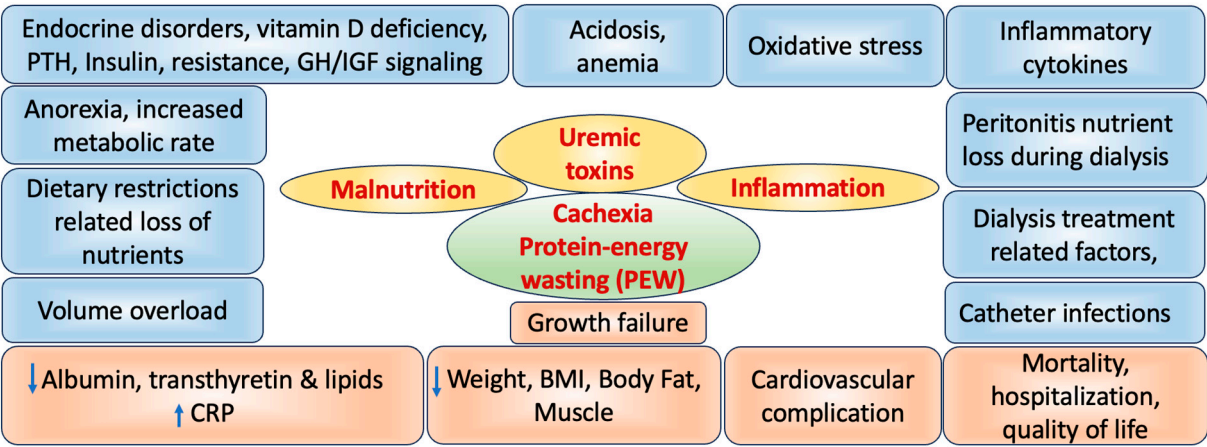 Endocrine disorders, vitamin D deficiency,
PTH, Insulin, resistance, GH/IGF signaling
Acidosis,
anemia
Oxidative stress
Inflammatory
cytokines
Anorexia, increased
metabolic rate
Dietary restrictions
related loss of
nutrients
Volume overload
Uremic
toxins
Malnutrition
Inflammation
Cachexia
Protein-energy
wasting (PEW)
Peritonitis nutrient
loss during dialysis
Dialysis treatment
related factors,
Catheter infections
Growth failure
↓ Albumin, transthyretin & lipids
↑ CRP
↓ Weight, BMI, Body Fat,
Muscle
Cardiovascular
complication
Mortality,
hospitalization,
quality of life